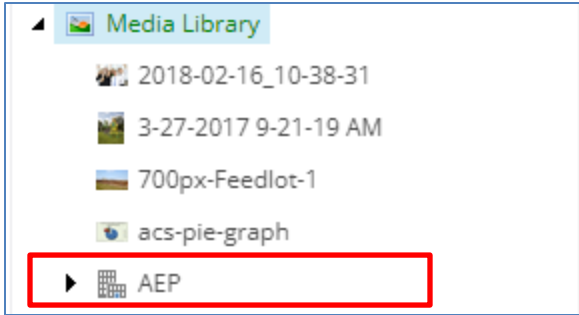 Media Library
2018-02-16_10-38-31
3-27-2017 9-21-19 AM
700px-Feedlot-1
acs-pie-graph
AEP